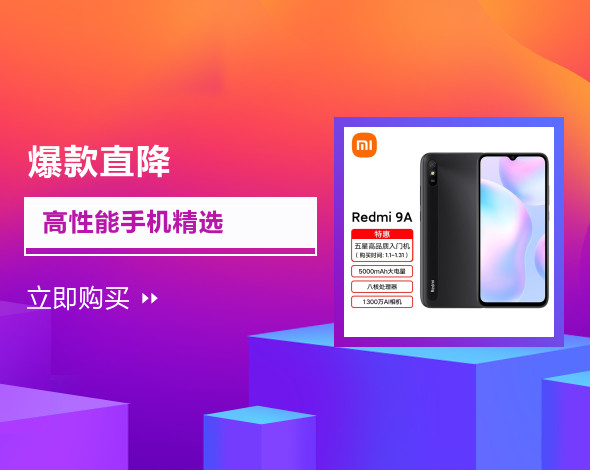 爆款直降
高性能手机精选
立即购买
mi
Redmi 9A
特惠
五星高品质入门机
(购买时间: 1.1~1.31)
5000mAh大电量
八核处理器
1300万AI相机
Redmi